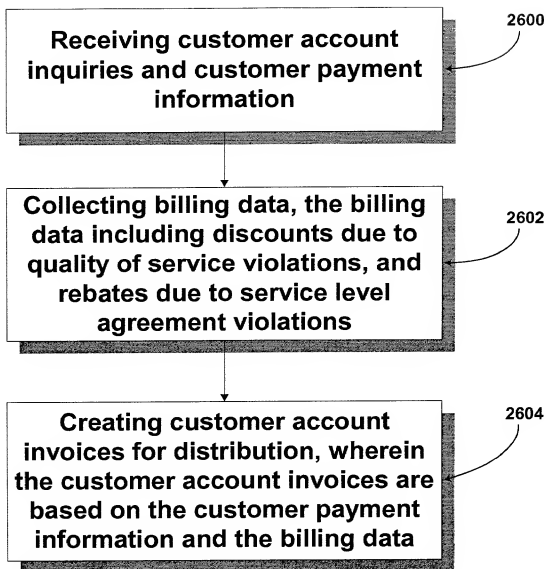 Receiving customer account
inquiries and customer payment
information
2600
Collecting billing data, the billing
data including discounts due to
quality of service violations, and
rebates due to service level
agreement violations
2602
Creating customer account
invoices for distribution, wherein
the customer account invoices are
based on the customer payment
information and the billing data
2604